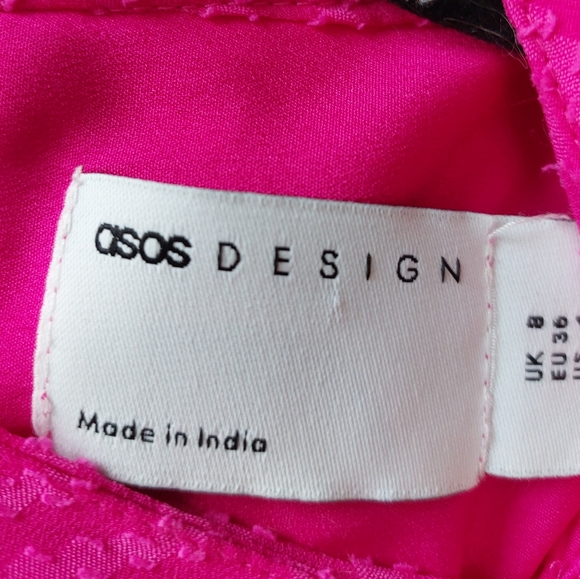 asos DESIGN
Made in India
UK 8
EU 36